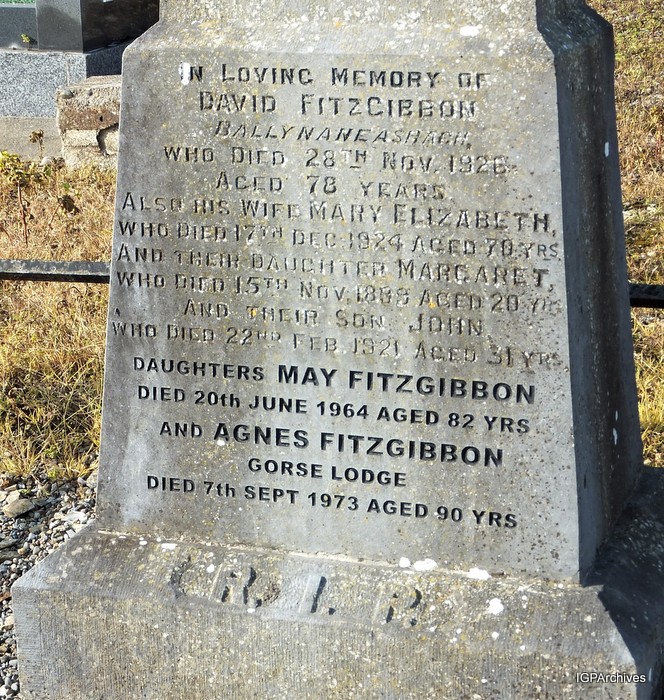 IN LOVING MEMORY OF
DAVID FITZGIBBON
BALLYNANEASHAGH,
WHO DIED 28TH NOV. 1926
AGED 78 YEARS.
ALSO HIS WIFE MARY ELIZABETH,
WHO DIED 17TH DEC. 1924 AGED 70 YRS.
AND THEIR DAUGHTER MARGARET,
WHO DIED 15TH NOV. AGED 20 YRS
AND THEIR SON JOHN
WHO DIED 22ND FEB. 1921 AGED 31 YRS.
DAUGHTERS MAY FITZGIBBON
DIED 20th JUNE 1964 AGED 82 YRS
AND AGNES FITZGIBBON
GORSE LODGE
DIED 7th SEPT 1973 AGED 90 YRS
R. I. P.
IGPArchives